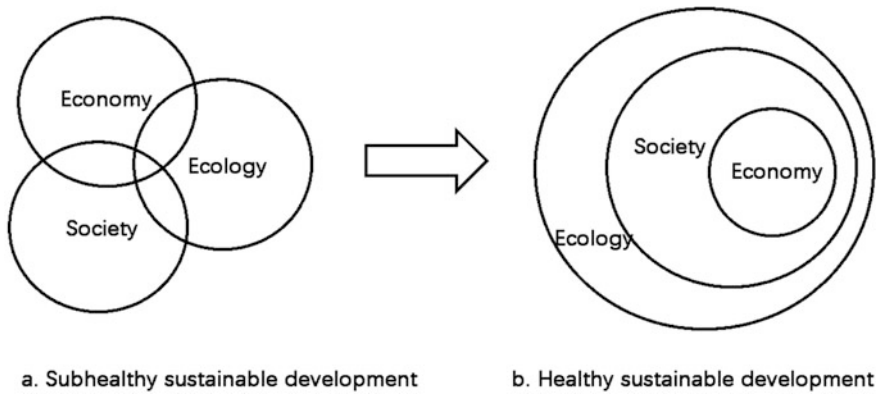 Economy
Ecology
Society
Society
Economy
Ecology
a. Subhealthy sustainable development
b. Healthy sustainable development